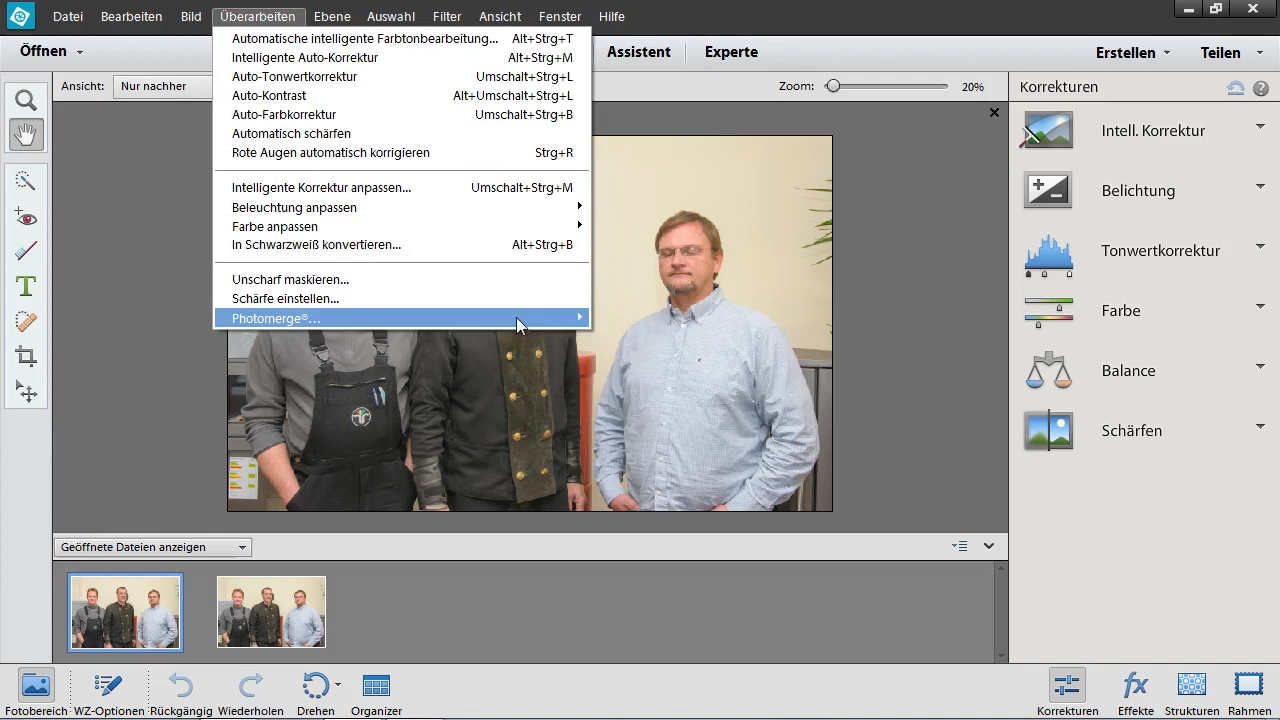 Datei Bearbeiten Bild Überarbeiten Ebene Auswahl Filter Ansicht Fenster Hilfe
Öffnen Assistent Experte Erstellen Teilen
Ansicht: Nur nachher Zoom: 20% Korrekturen
Automatische intelligente Farbtonbearbeitung... Alt+Strg+T
Intelligente Auto-Korrektur Alt+Strg+M
Auto-Tonwertkorrektur Umschalt+Strg+L
Auto-Kontrast Alt+Umschalt+Strg+L
Auto-Farbkorrektur Umschalt+Strg+B
Automatisch schärfen
Rote Augen automatisch korrigieren Strg+R
Intelligente Korrektur anpassen... Umschalt+Strg+M
Beleuchtung anpassen
Farbe anpassen
In Schwarzweiß konvertieren... Alt+Strg+B
Unscharf maskieren...
Schärfe einstellen...
Photomerge®...
Intell. Korrektur
Belichtung
Tonwertkorrektur
Farbe
Balance
Schärfen
Geöffnete Dateien anzeigen
Fotobereich WZ-Optionen Rückgängig Wiederholen Drehen Organizer Korrekturen Effekte Strukturen Rahmen